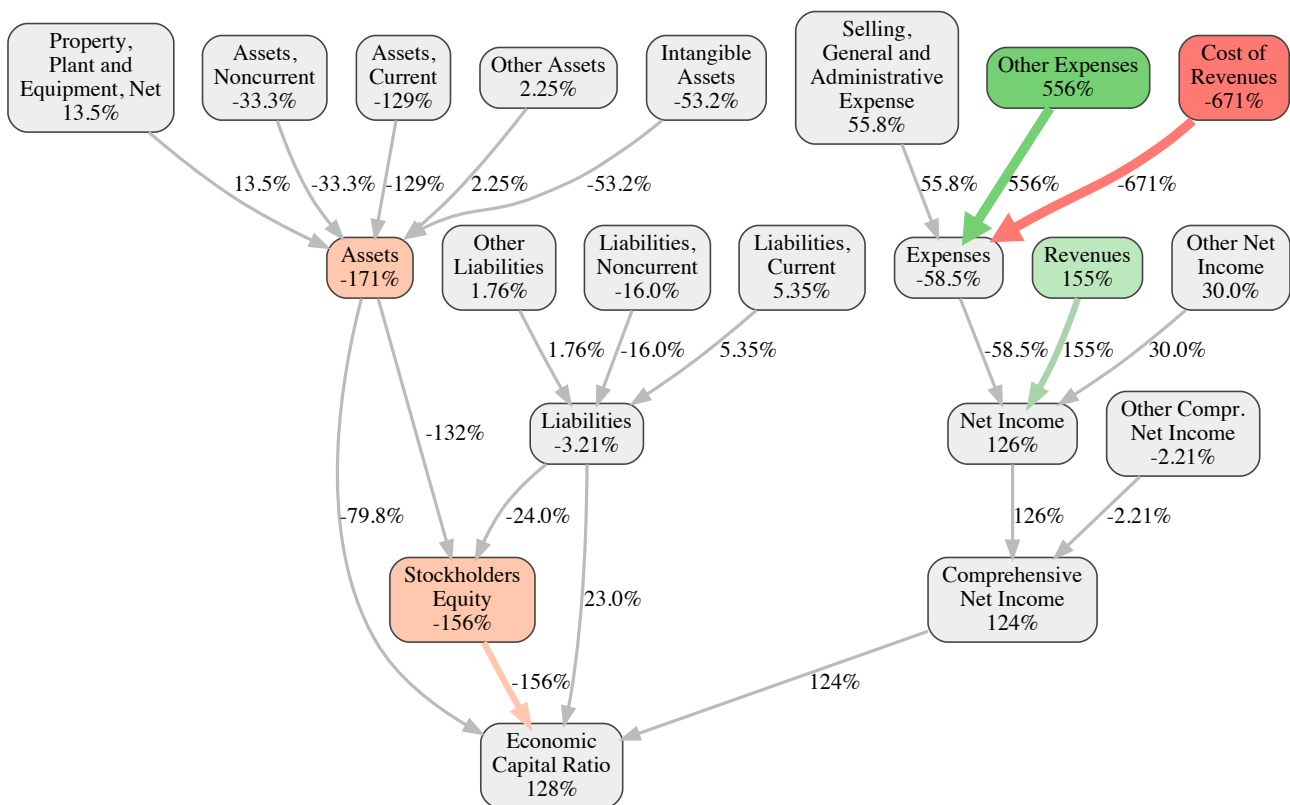 Property,
Plant and
Equipment, Net
13.5%
Assets,
Noncurrent
-33.3%
Assets,
Current
-129%
Other Assets
2.25%
Intangible
Assets
-53.2%
Selling,
General and
Administrative
Expense
55.8%
Other Expenses
556%
Cost of
Revenues
-671%
13.5%
-33.3%
-129%
2.25%
-53.2%
55.8%
556%
-671%
Assets
-171%
Other
Liabilities
1.76%
Liabilities,
Noncurrent
-16.0%
Liabilities,
Current
5.35%
Expenses
-58.5%
Revenues
155%
Other Net
Income
30.0%
1.76%
-16.0%
5.35%
-58.5%
155%
30.0%
-132%
Liabilities
-3.21%
Net Income
126%
Other Compr.
Net Income
-2.21%
-79.8%
-24.0%
126%
-2.21%
Stockholders
Equity
-156%
23.0%
Comprehensive
Net Income
124%
-156%
124%
Economic
Capital Ratio
128%